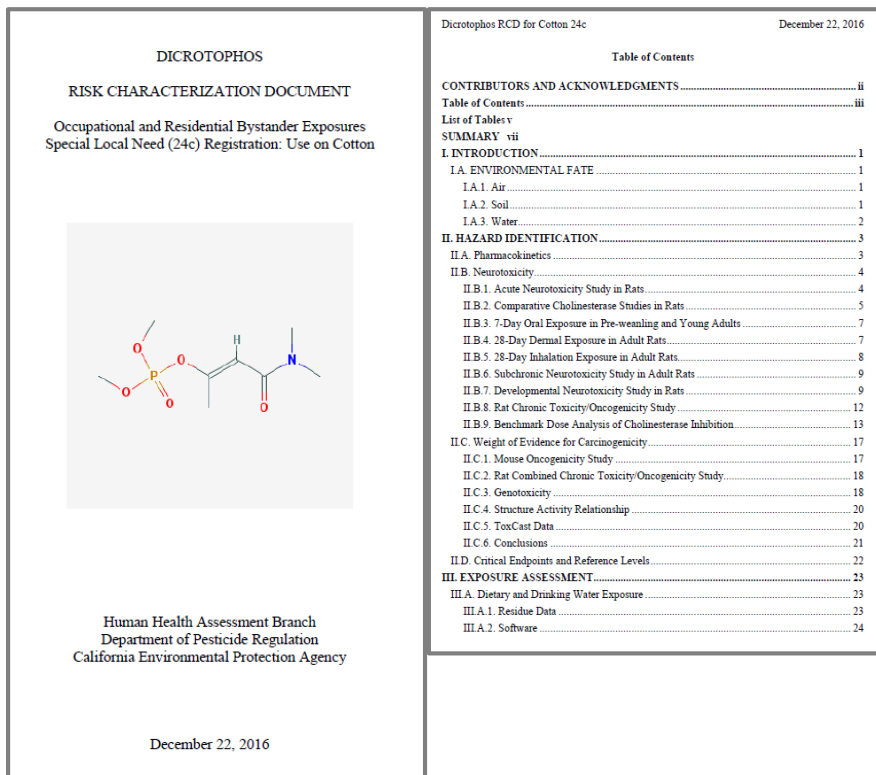 DICROTOPHOS
RISK CHARACTERIZATION DOCUMENT
Occupational and Residential Bystander Exposures
Special Local Need (24c) Registration: Use on Cotton
H
O
O
N
O
P
O
O
Human Health Assessment Branch
Department of Pesticide Regulation
California Environmental Protection Agency
December 22, 2016
Dicrotophos RCD for Cotton 24c December 22, 2016
Table of Contents
CONTRIBUTORS AND ACKNOWLEDGMENTS ii
Table of Contents iii
List of Tables v
SUMMARY vii
I. INTRODUCTION 1
I.A. ENVIRONMENTAL FATE 1
I.A.1. Air 1
I.A.2. Soil 1
I.A.3. Water 2
II. HAZARD IDENTIFICATION 3
II.A. Pharmacokinetics 3
II.B. Neurotoxicity 4
II.B.1. Acute Neurotoxicity Study in Rats 4
II.B.2. Comparative Cholinesterase Studies in Rats 5
II.B.3. 7-Day Oral Exposure in Pre-weanling and Young Adults 7
II.B.4. 28-Day Dermal Exposure in Adult Rats 7
II.B.5. 28-Day Inhalation Exposure in Adult Rats 8
II.B.6. Subchronic Neurotoxicity Study in Adult Rats 9
II.B.7. Developmental Neurotoxicity Study in Rats 9
II.B.8. Rat Chronic Toxicity/Oncogenicity Study 12
II.B.9. Benchmark Dose Analysis of Cholinesterase Inhibition 13
II.C. Weight of Evidence for Carcinogenicity 17
II.C.1. Mouse Oncogenicity Study 17
II.C.2. Rat Combined Chronic Toxicity/Oncogenicity Study 18
II.C.3. Genotoxicity 18
II.C.4. Structure Activity Relationship 20
II.C.5. ToxCast Data 20
II.C.6. Conclusions 21
II.D. Critical Endpoints and Reference Levels 22
III. EXPOSURE ASSESSMENT 23
III.A. Dietary and Drinking Water Exposure 23
III.A.1. Residue Data 23
III.A.2. Software 24